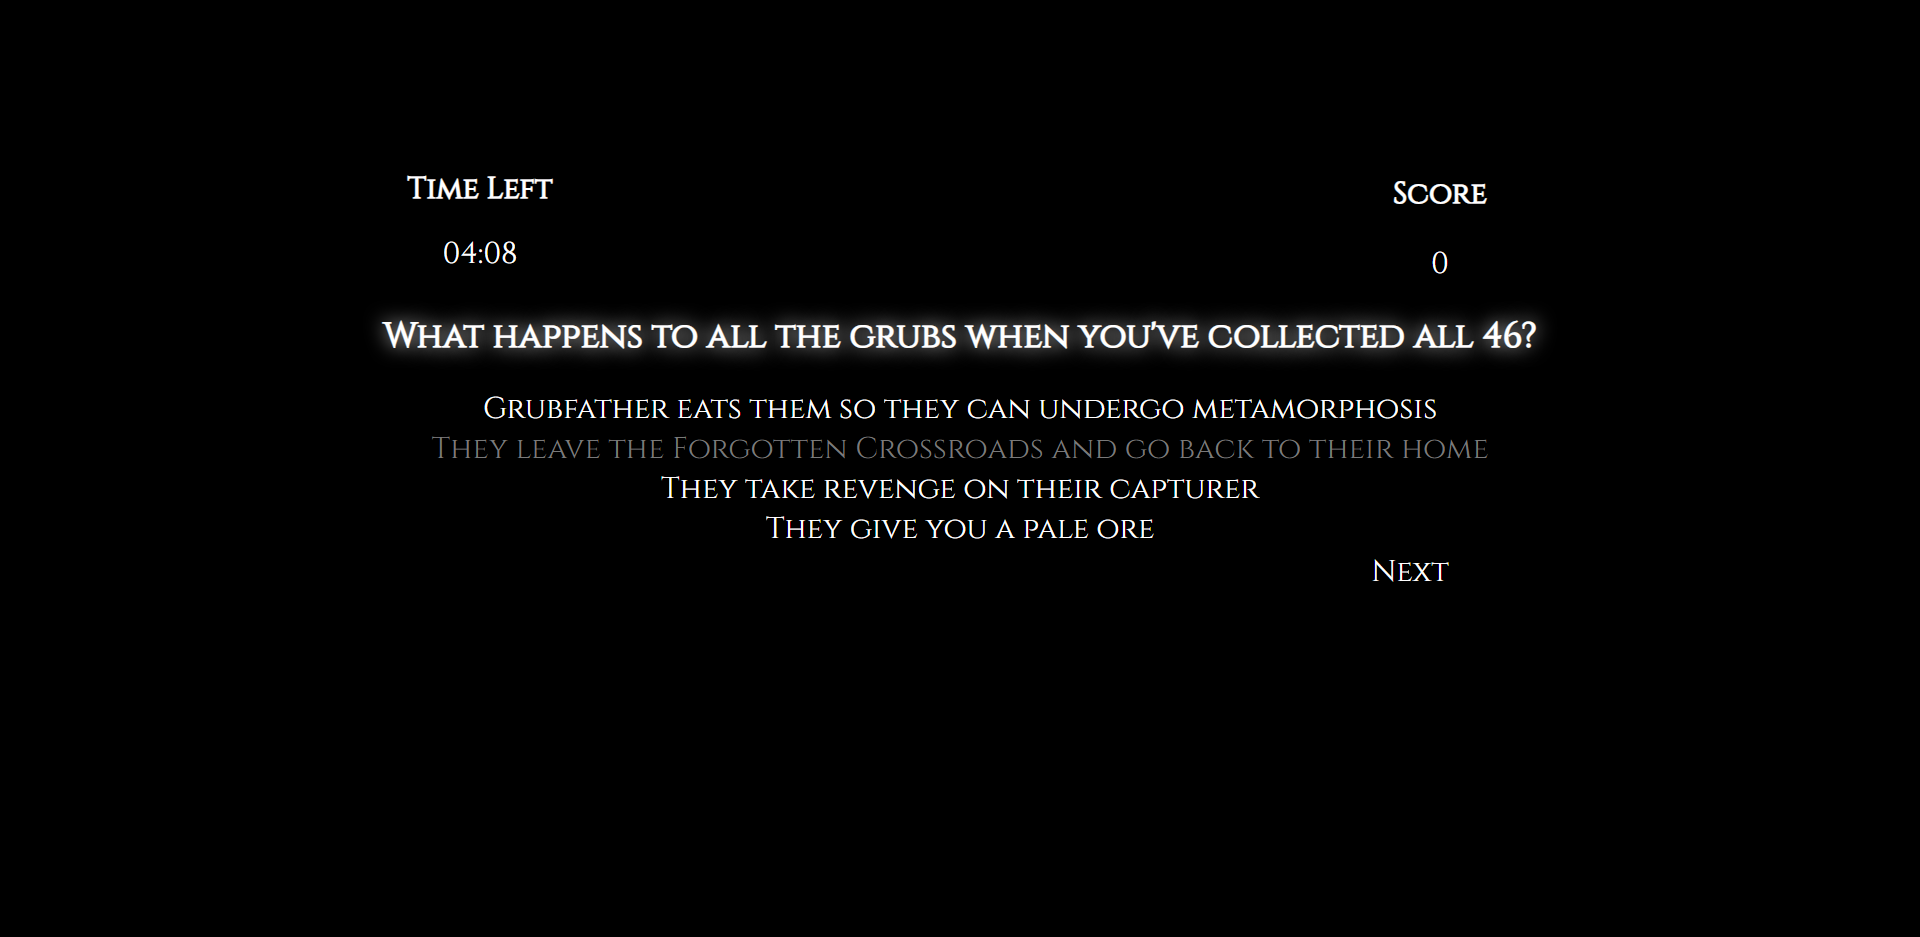 Time Left
Score
04:08
0
What happens to all the grubs when you've collected all 46?
Grubfather eats them so they can undergo metamorphosis
They leave the Forgotten Crossroads and go back to their home
They take revenge on their capturer
They give you a pale ore
Next